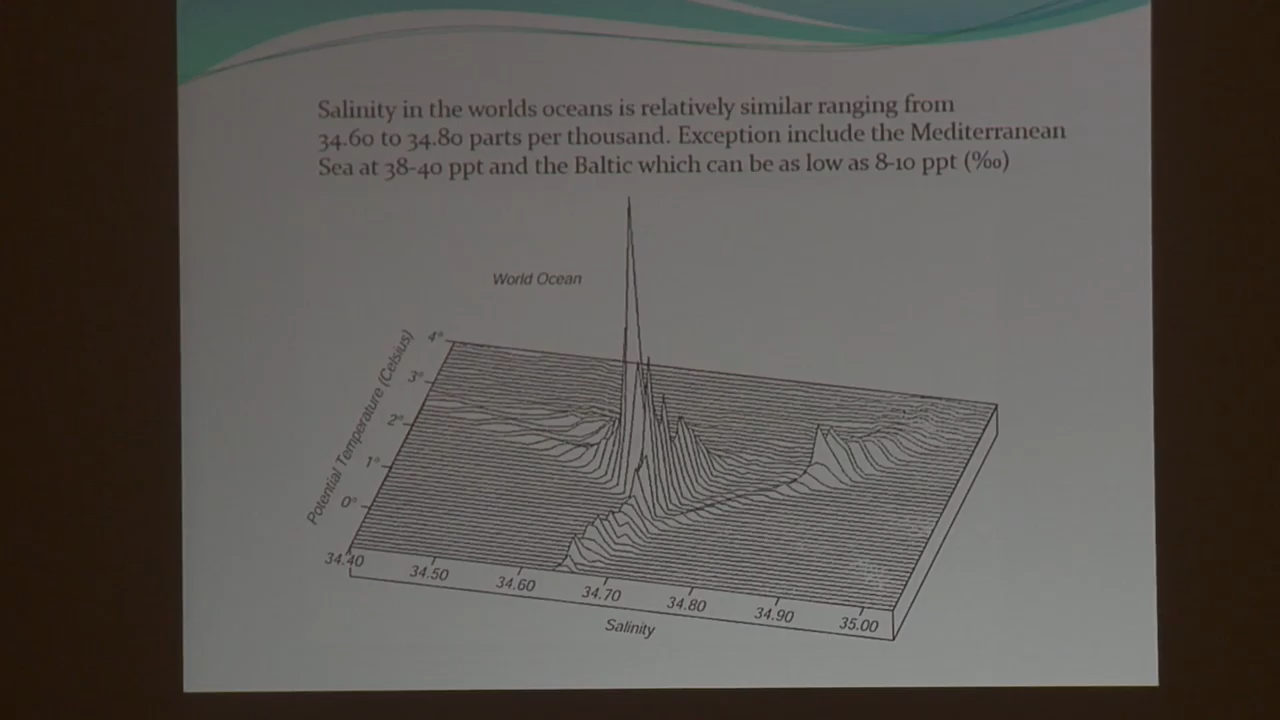 Salinity in the worlds oceans is relatively similar ranging from
34.60 to 34.80 parts per thousand. Exception include the Mediterranean
Sea at 38-40 ppt and the Baltic which can be as low as 8-10 ppt (‰)
World Ocean
Potential Temperature (Celsius)
4°
3°
2°
1°
0°
34.40
34.50
34.60
34.70
34.80
34.90
35.00
Salinity